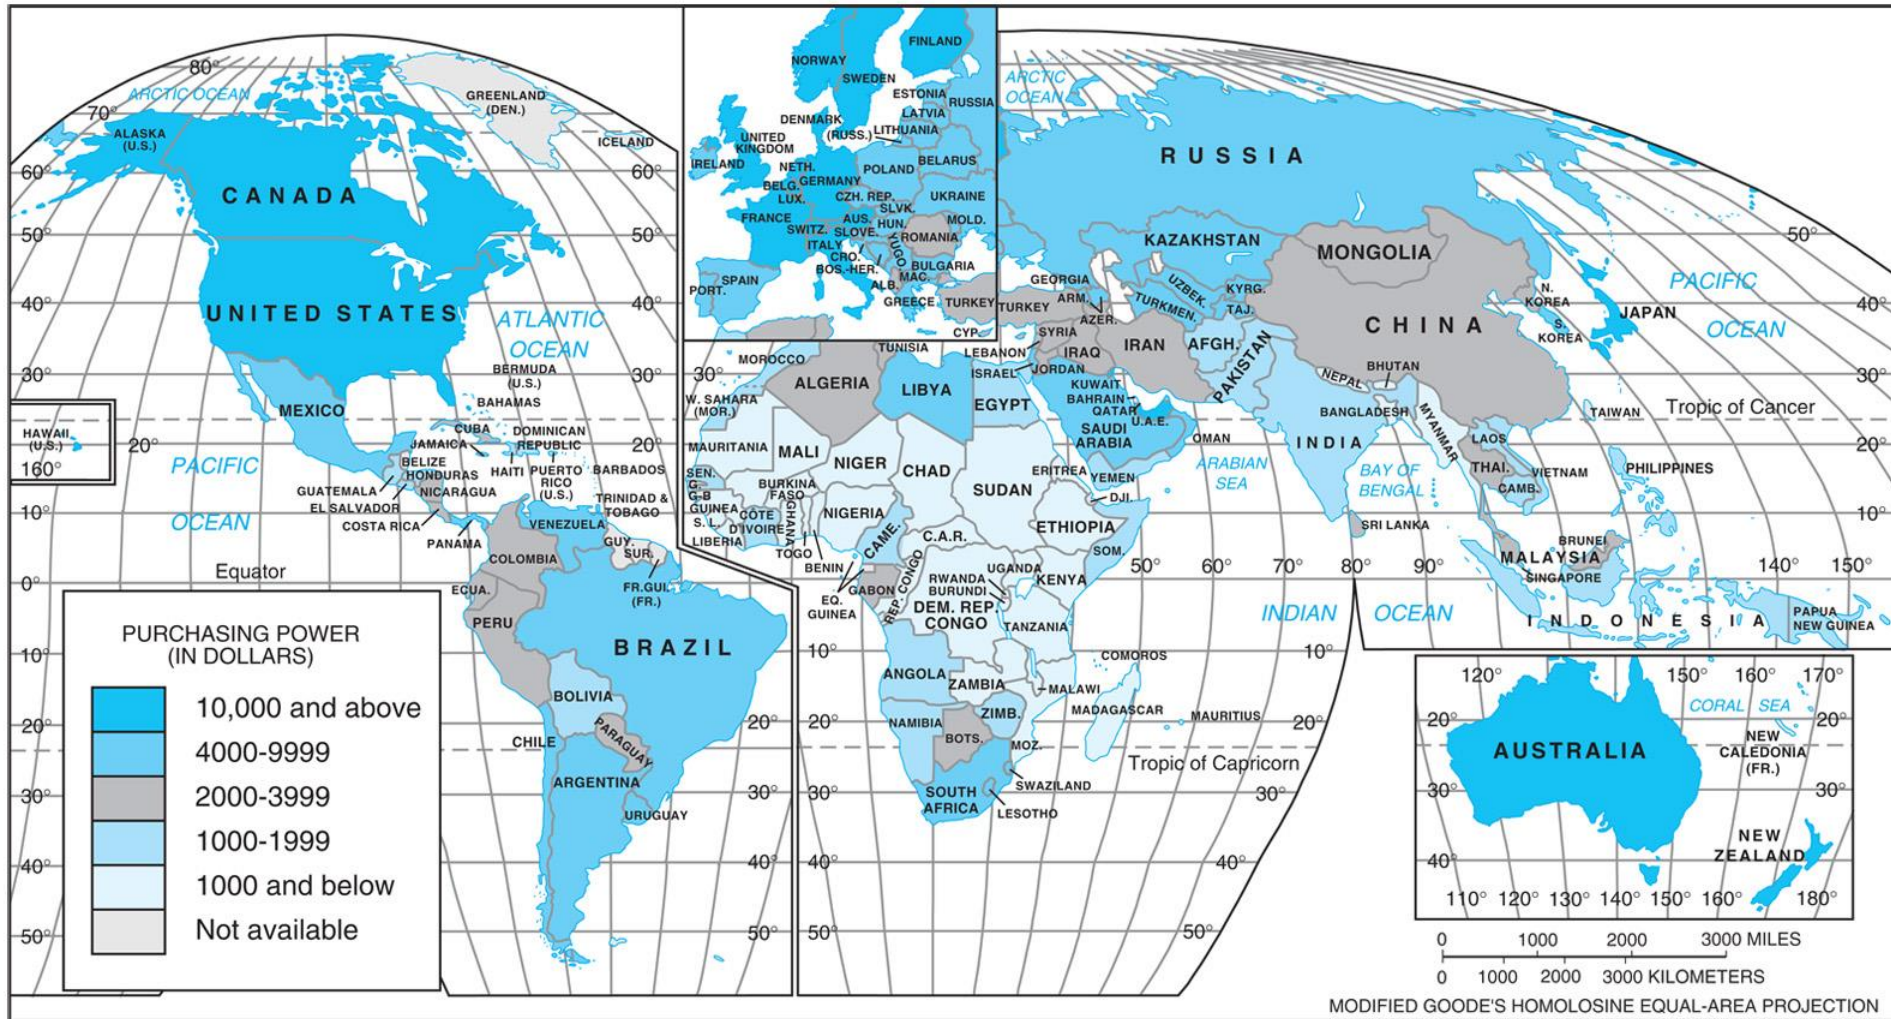 80°
70°
60°
50°
40°
30°
20°
160°
10°
0°
10°
20°
30°
40°
50°
ARCTIC OCEAN
GREENLAND
(DEN.)
ICELAND
ALASKA
(U.S.)
CANADA
UNITED STATES
ATLANTIC
OCEAN
BERMUDA
(U.S.)
BAHAMAS
MEXICO
HAWAII
(U.S.)
PACIFIC
OCEAN
CUBA
JAMAICA
DOMINICAN
REPUBLIC
BELIZE
HONDURAS
HAITI
PUERTO
RICO
(U.S.)
BARBADOS
NICARAGUA
GUATEMALA
EL SALVADOR
COSTA RICA
PANAMA
TRINIDAD &
TOBAGO
VENEZUELA
GUY.
SUR.
COLOMBIA
FR.GUI.
(FR.)
Equator
ECUA.
PERU
BRAZIL
BOLIVIA
PARAGUAY
CHILE
ARGENTINA
URUGUAY
10°
20°
30°
40°
50°
PURCHASING POWER
(IN DOLLARS)
10,000 and above
4000-9999
2000-3999
1000-1999
1000 and below
Not available
FINLAND
NORWAY
SWEDEN
ESTONIA
RUSSIA
LATVIA
DENMARK
(RUSS.)
LITHUANIA
UNITED
KINGDOM
IRELAND
NETH.
BELARUS
POLAND
GERMANY
BELG.
LUX.
CZH. REP.
UKRAINE
SLVK.
FRANCE
AUS.
HUN.
MOLD.
SWITZ.
SLOVE.
ROMANIA
ITALY
YUGO.
CRO.
BOS.-HER.
BULGARIA
MAC.
ALB.
SPAIN
PORT.
GREECE
TURKEY
CYP.
ARCTIC
OCEAN
RUSSIA
KAZAKHSTAN
MONGOLIA
50°
PACIFIC
OCEAN
GEORGIA
UZBEK.
KYRG.
N.
KOREA
40°
40°
TURKEY
ARM.
AZER.
TURKMEN.
TAJ.
CHINA
JAPAN
S.
KOREA
SYRIA
LEBANON
IRAQ
IRAN
AFGH.
PAKISTAN
ISRAEL
JORDAN
BHUTAN
NEPAL
30°
30°
KUWAIT
BAHRAIN
QATAR
U.A.E.
SAUDI
ARABIA
OMAN
BANGLADESH
INDIA
MYANMAR
TAIWAN
Tropic of Cancer
LAOS
20°
20°
THAI.
VIETNAM
CAMB.
PHILIPPINES
ARABIAN
SEA
BAY OF
BENGAL
YEMEN
10°
10°
SRI LANKA
BRUNEI
MALAYSIA
SINGAPORE
50°
60°
70°
80°
90°
140°
150°
INDIAN
OCEAN
INDONESIA
PAPUA
NEW GUINEA
TUNISIA
MOROCCO
30°
ALGERIA
LIBYA
EGYPT
W. SAHARA
(MOR.)
MAURITANIA
MALI
NIGER
CHAD
SUDAN
ERITREA
DJI.
SEN.
G.
G-B
GUINEA
S. L.
BURKINA
FASO
CÔTE
D'IVOIRE
GHANA
NIGERIA
LIBERIA
TOGO
BENIN
CAME.
C.A.R.
ETHIOPIA
SOM.
EQ.
GUINEA
GABON
REP. CONGO
UGANDA
RWANDA
BURUNDI
KENYA
DEM. REP.
CONGO
TANZANIA
10°
10°
ANGOLA
COMOROS
ZAMBIA
MALAWI
MADAGASCAR
NAMIBIA
ZIMB.
MAURITIUS
20°
20°
BOTS.
MOZ.
Tropic of Capricorn
SWAZILAND
SOUTH
AFRICA
LESOTHO
30°
30°
40°
40°
50°
50°
120°
150°
160°
170°
CORAL SEA
20°
20°
NEW
CALEDONIA
(FR.)
AUSTRALIA
30°
30°
NEW
ZEALAND
40°
40°
110°
120°
130°
140°
150°
160°
180°
0
1000
2000
3000 MILES
0
1000
2000
3000 KILOMETERS
MODIFIED GOODE'S HOMOLOSINE EQUAL-AREA PROJECTION